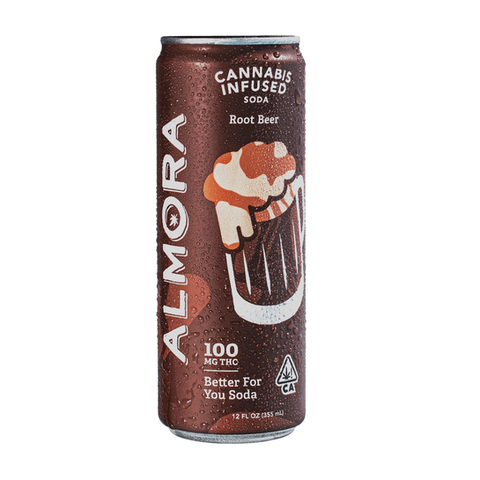 CANNABIS
INFUSED
SODA
Root Beer
ALMORA
100
MG THC
Better For
You Soda
CA
12 FL OZ (355 mL)